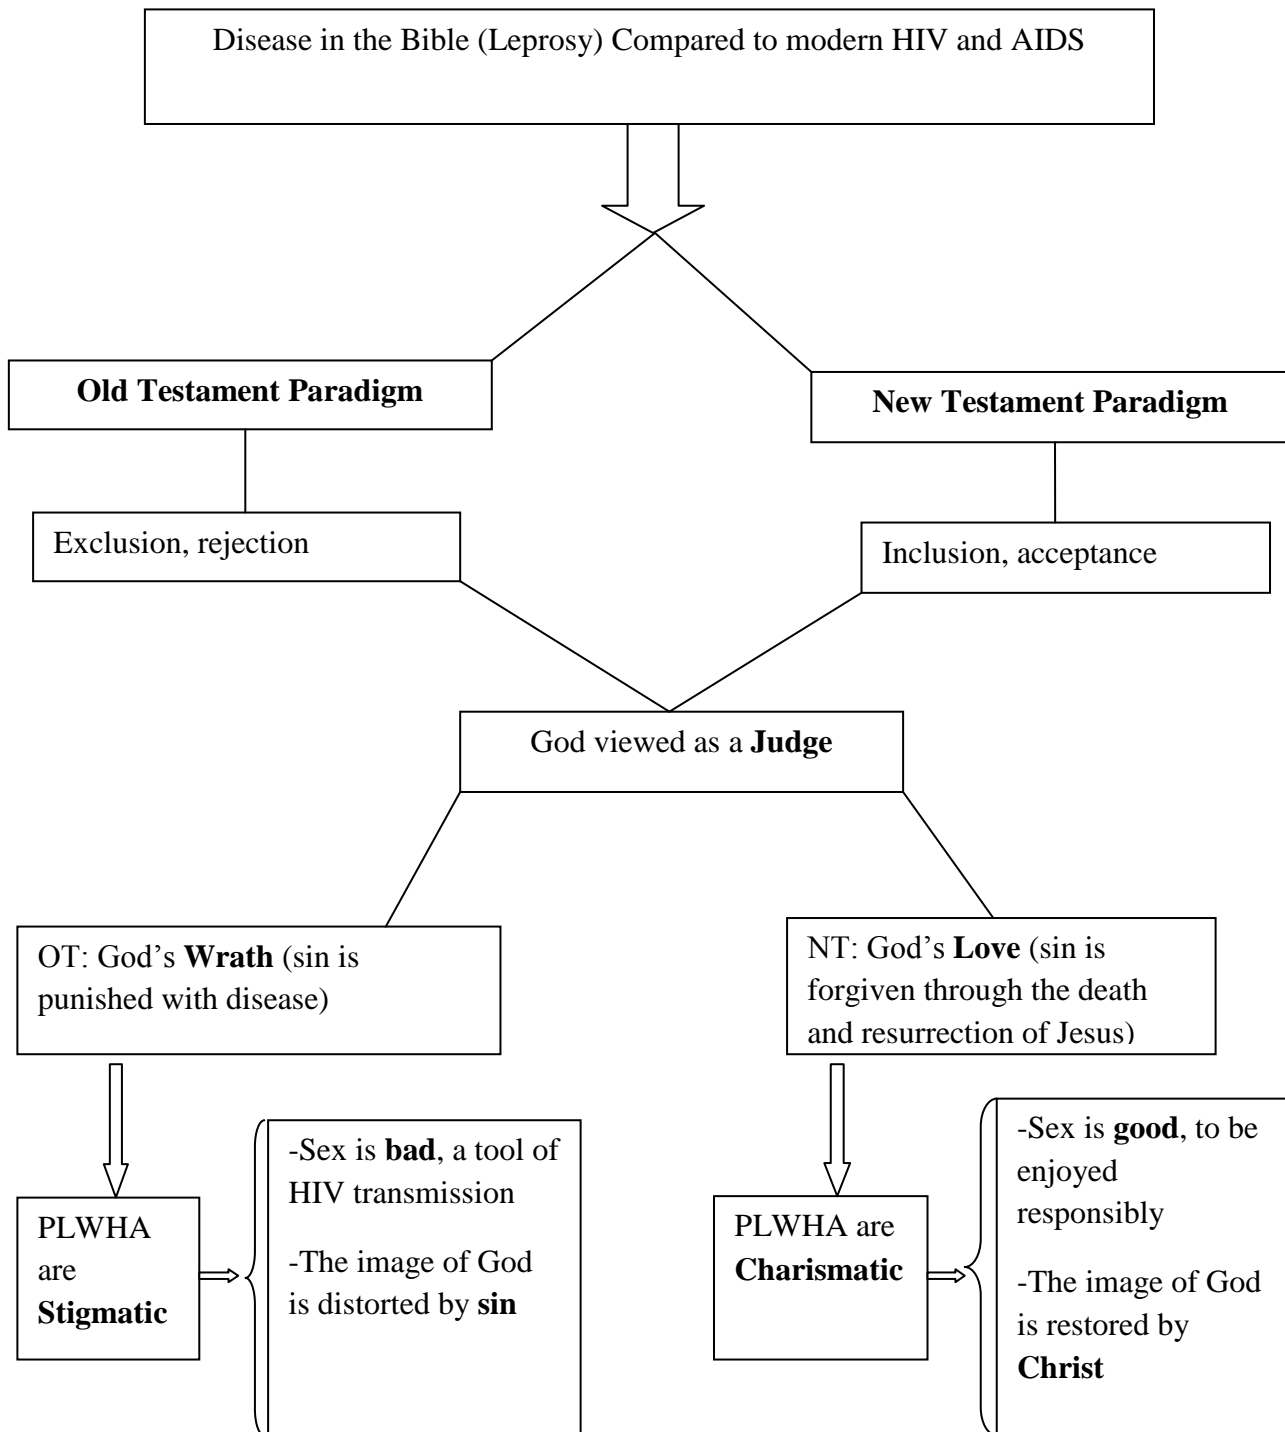 Disease in the Bible (Leprosy) Compared to modern HIV and AIDS
Old Testament Paradigm
New Testament Paradigm
Exclusion, rejection
Inclusion, acceptance
God viewed as a Judge
OT: God's Wrath (sin is
punished with disease)
NT: God's Love (sin is
forgiven through the death
and resurrection of Jesus)
PLWHA
are
Stigmatic
-Sex is bad, a tool of
HIV transmission
-The image of God
is distorted by sin
PLWHA are
Charismatic
-Sex is good, to be
enjoyed
responsibly
-The image of God
is restored by
Christ